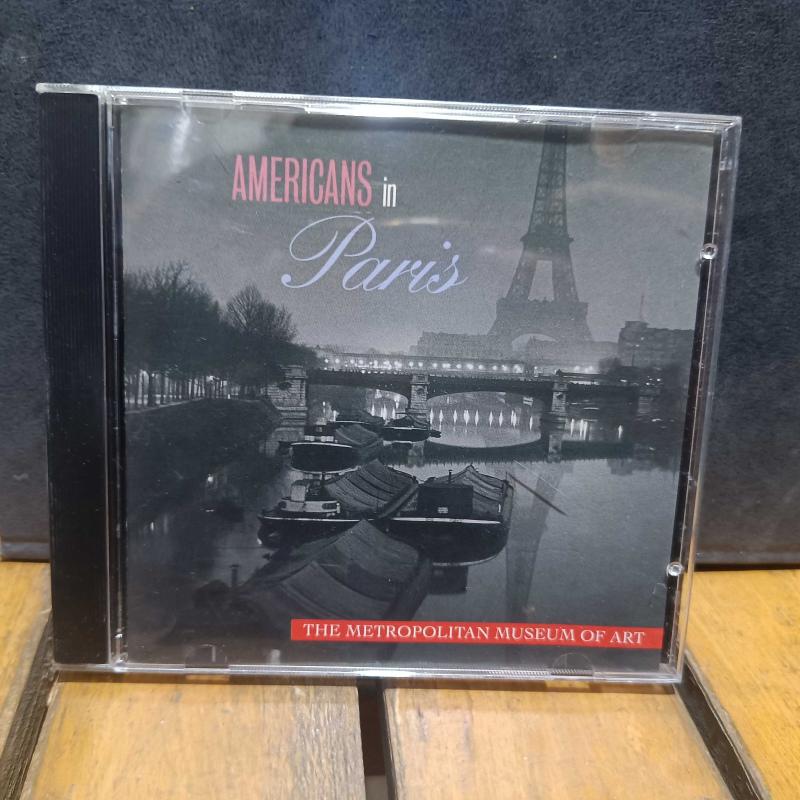 AMERICANS in
Paris
THE METROPOLITAN MUSEUM OF ART